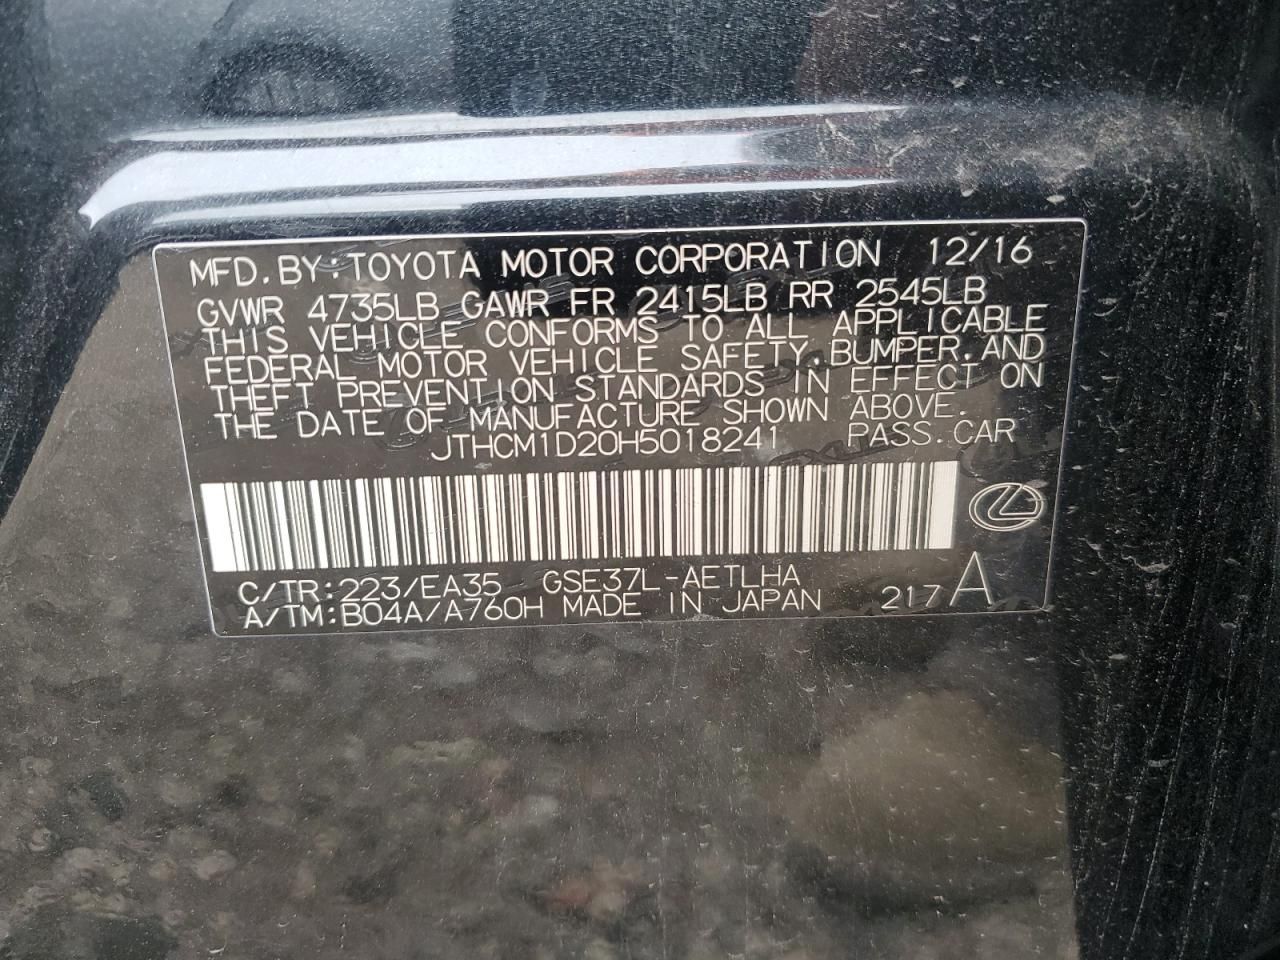 MFD.BY:TOYOTA MOTOR CORPORATION 12/16
GVWR 4735LB GAWR FR 2415LB RR 2545LB
THIS VEHICLE CONFORMS TO ALL APPLICABLE
FEDERAL MOTOR VEHICLE SAFETY,BUMPER,AND
THEFT PREVENTION STANDARDS IN EFFECT ON
THE DATE OF MANUFACTURE SHOWN ABOVE.
JTHCM1D20H5018241 PASS.CAR
C/TR:223/EA35 GSE37L-AETLHA
A/TM:B04A/A760H MADE IN JAPAN 217A